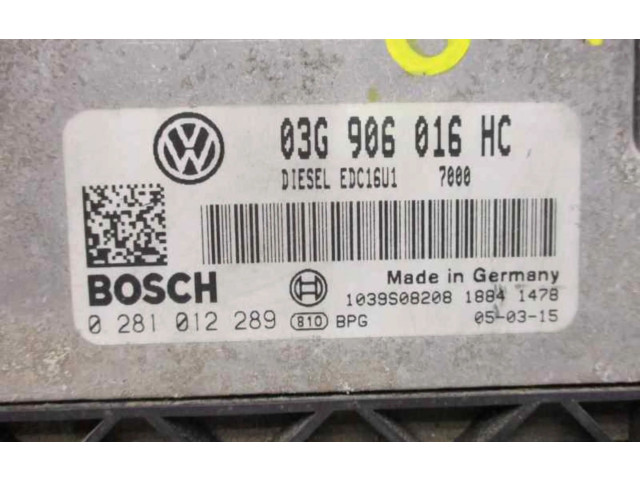 03G 906 016 HC
DIESEL EDC16U1 7000
BOSCH
Made in Germany
1039S08208 1884 1478
0 281 012 289 810 BPG 05-03-15